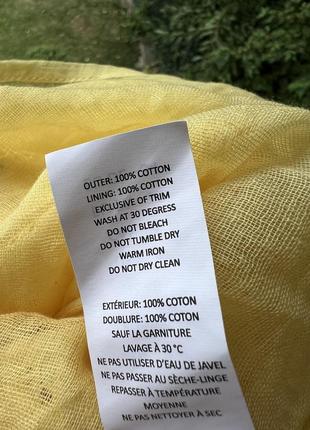 OUTER: 100% COTTON
LINING: 100% COTTON
EXCLUSIVE OF TRIM
WASH AT 30 DEGRESS
DO NOT BLEACH
DO NOT TUMBLE DRY
WARM IRON
DO NOT DRY CLEAN
EXTÉRIEUR: 100% COTON
DOUBLURE: 100% COTON
SAUF LA GARNITURE
LAVAGE À 30 °C
NE PAS UTILISER D'EAU DE JAVEL
NE PAS PASSER AU SÈCHE-LINGE
REPASSER À TEMPÉRATURE
MOYENNE
NE PAS NETTOYER À SEC